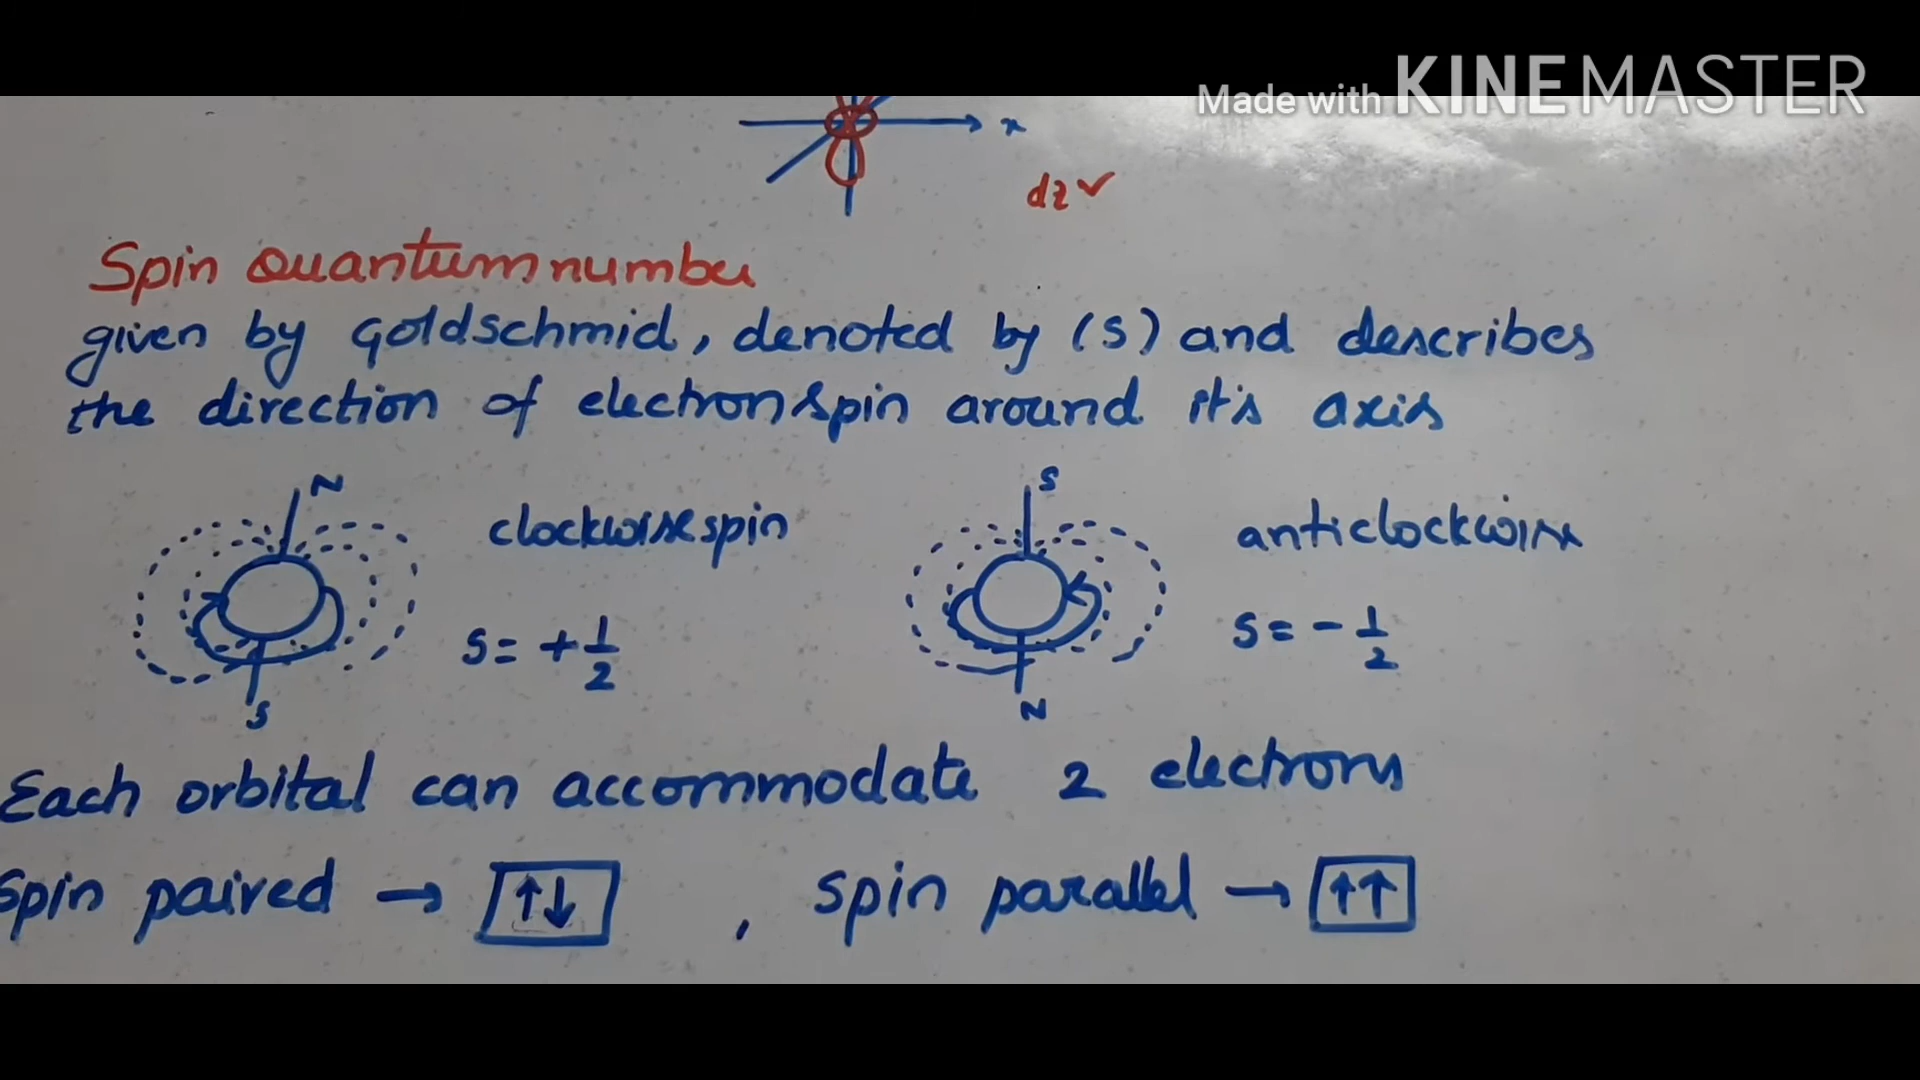 Made with KINEMASTER
x
dz✓
Spin Quantum number
given by Goldschmid, denoted by (s) and describes
the direction of electron spin around it's axis
N
clockwise spin
S = + 1/2
S
S
anticlockwise
S = - 1/2
N
Each orbital can accommodate 2 electrons
Spin paired → ↑↓ , spin parallel → ↑↑